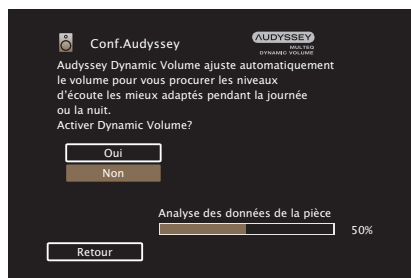 Conf.Audyssey
AUDYSSEY
MULTEQ
DYNAMIC VOLUME
Audyssey Dynamic Volume ajuste automatiquement
le volume pour vous procurer les niveaux
d'écoute les mieux adaptés pendant la journée
ou la nuit.
Activer Dynamic Volume?
Oui
Non
Analyse des données de la pièce
50%
Retour